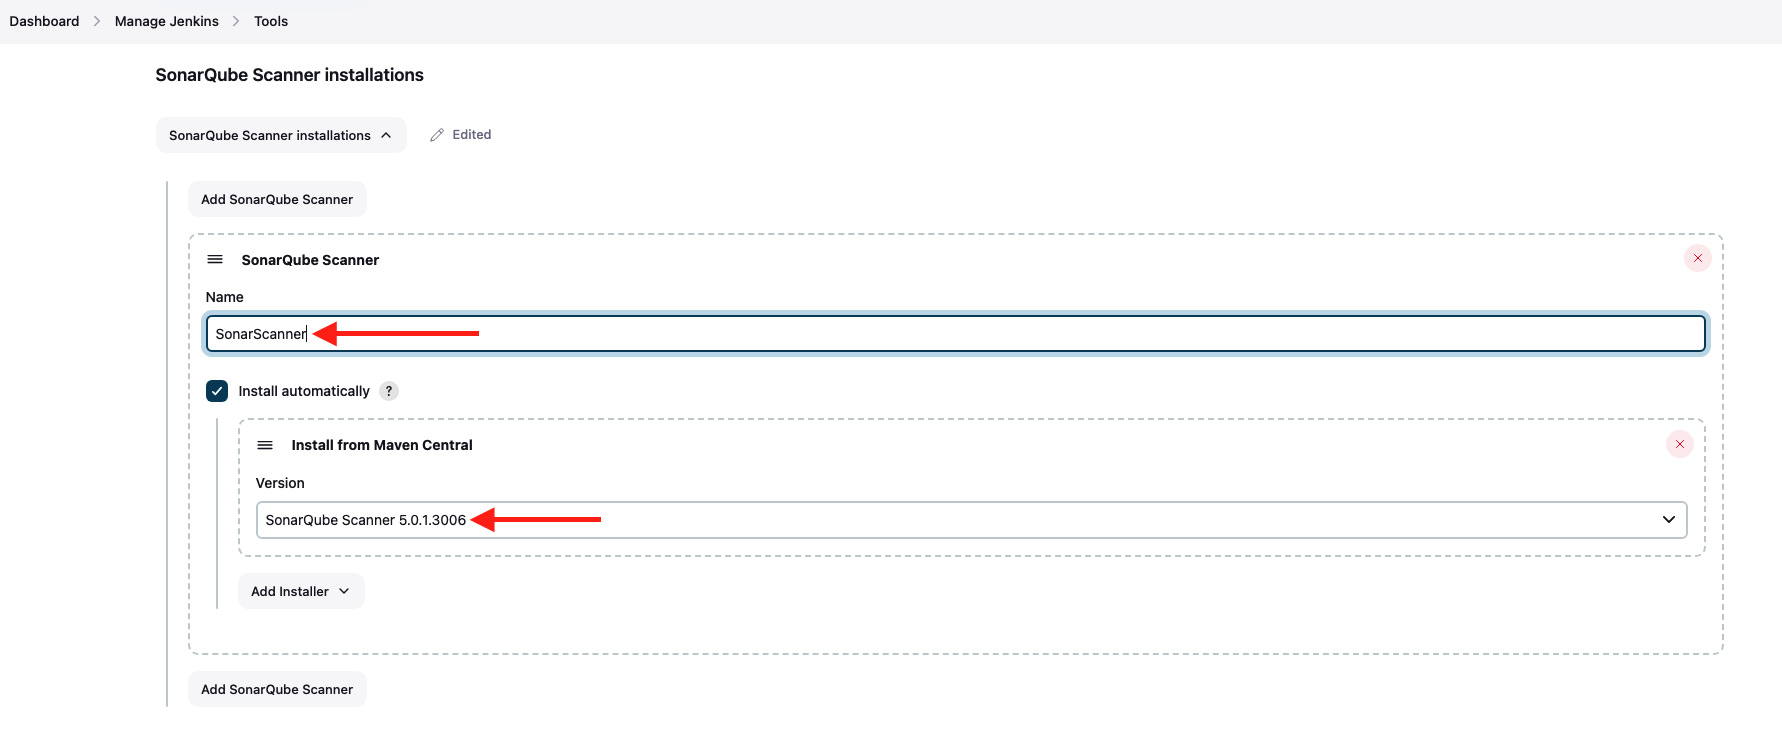 Dashboard > Manage Jenkins > Tools
SonarQube Scanner installations
SonarQube Scanner installations Edited
Add SonarQube Scanner
SonarQube Scanner
Name
SonarScanner
Install automatically ?
Install from Maven Central
Version
SonarQube Scanner 5.0.1.3006
Add Installer
Add SonarQube Scanner